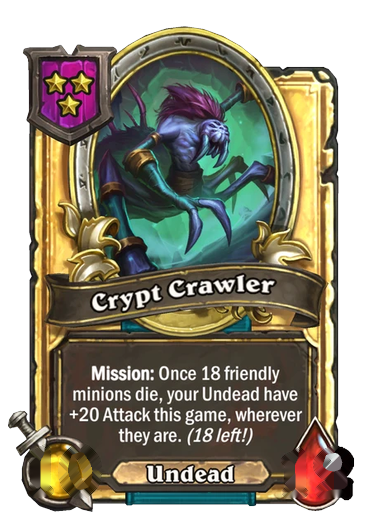 Crypt Crawler
Mission: Once 18 friendly
minions die, your Undead have
+20 Attack this game, wherever
they are. (18 left!)
Undead